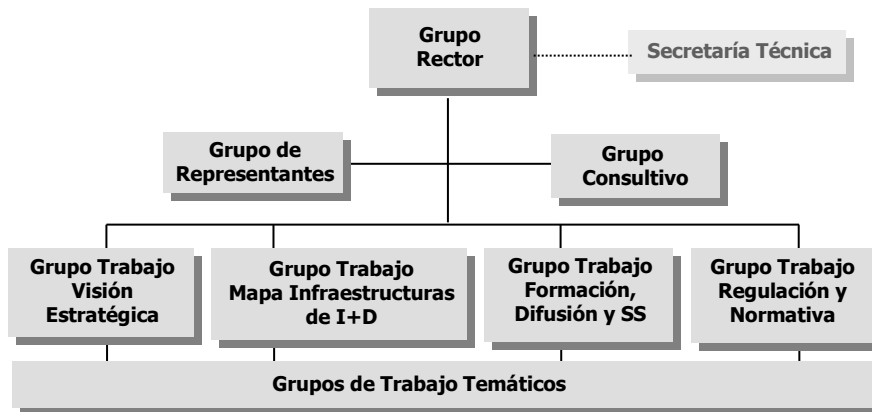 Grupo
Rector
Secretaría Técnica
Grupo de
Representantes
Grupo
Consultivo
Grupo Trabajo
Visión
Estratégica
Grupo Trabajo
Mapa Infraestructuras
de I+D
Grupo Trabajo
Formación,
Difusión y SS
Grupo Trabajo
Regulación y
Normativa
Grupos de Trabajo Temáticos